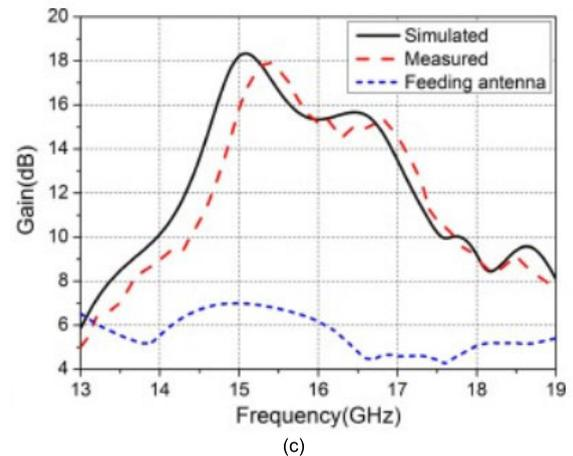 20
18
16
14
12
10
8
6
4
Gain(dB)
Simulated
Measured
Feeding antenna
13 14 15 16 17 18 19
Frequency(GHz)
(c)